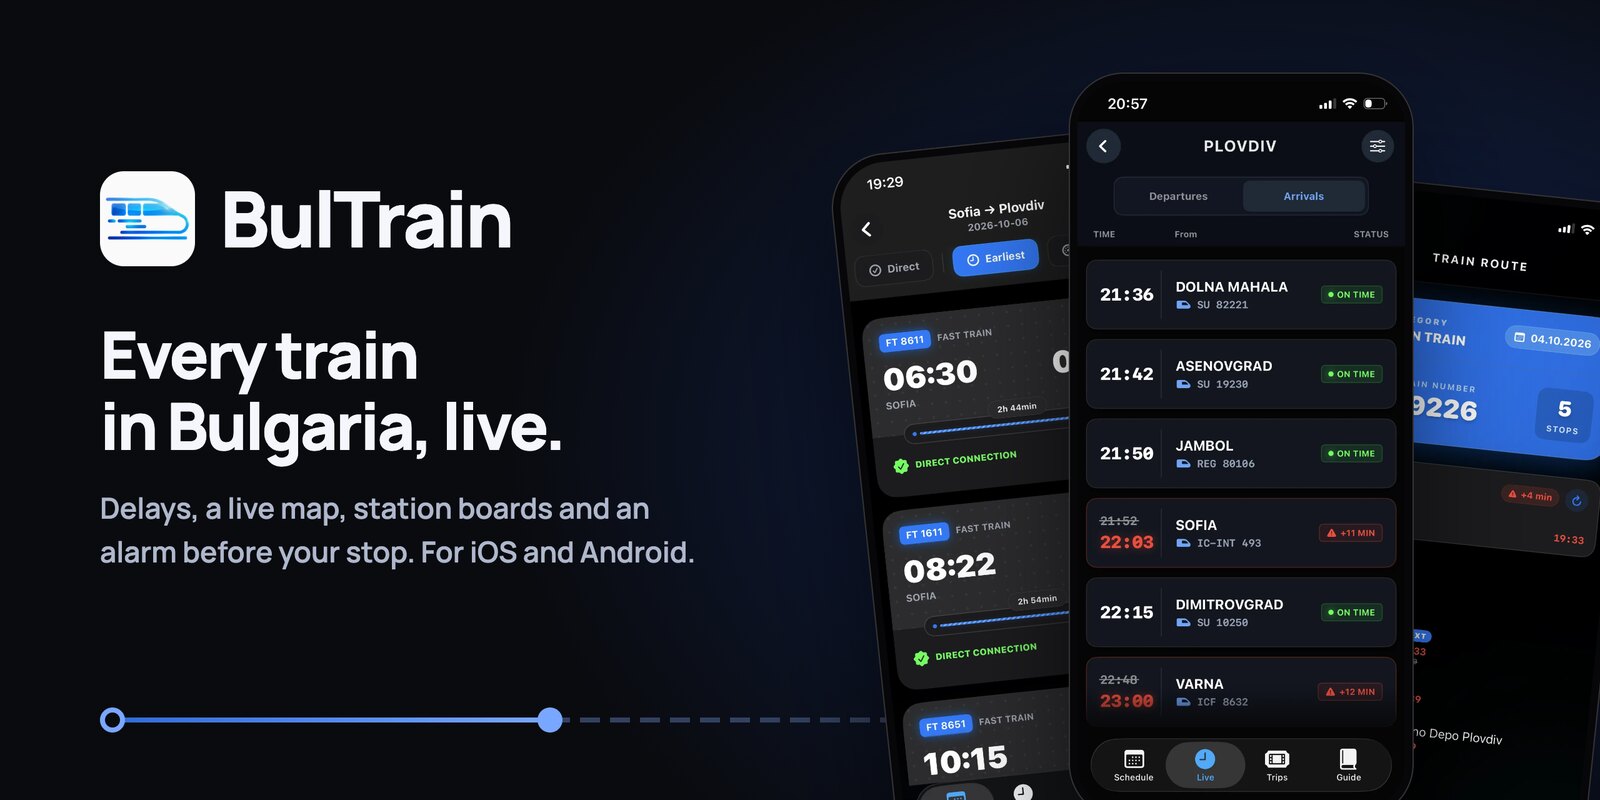 BulTrain
Every train
in Bulgaria, live.
Delays, a live map, station boards and an
alarm before your stop. For iOS and Android.
19:29
Sofia → Plovdiv
2026-10-06
Direct
Earliest
FT 8611 FAST TRAIN
06:30
SOFIA
2h 44min
DIRECT CONNECTION
FT 1611 FAST TRAIN
08:22
SOFIA
2h 54min
DIRECT CONNECTION
FT 8651 FAST TRAIN
10:15
20:57
PLOVDIV
Departures Arrivals
TIME From STATUS
21:36 DOLNA MAHALA ON TIME
SU 82221
21:42 ASENOVGRAD ON TIME
SU 19230
21:50 JAMBOL ON TIME
REG 80106
21:52 SOFIA +11 MIN
22:03 IC-INT 493
22:15 DIMITROVGRAD ON TIME
SU 10250
22:48 VARNA +12 MIN
23:00 ICF 8632
Schedule Live Trips Guide
TRAIN ROUTE
TRAIN 04.10.2026
NUMBER
9226
5
STOPS
+4 min
19:33
Depo Plovdiv